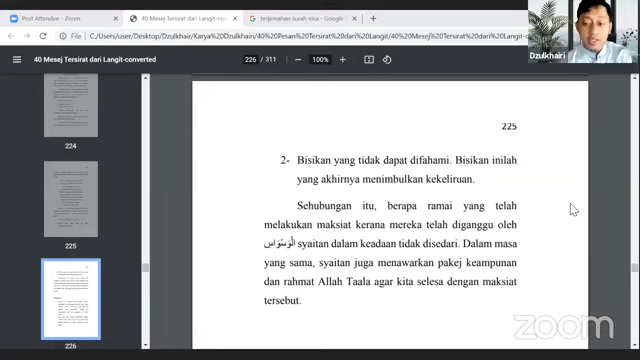 Post Attendee - Zoom
40 Mesej Tersirat dari Langit-co
terjemahas surah nisa - Google S
File
C:/Users/user/Desktop/Dzulkhair/Karya%20Dzulkhairi/40%20Pesan%20Tersirat%20dari%20Langit/40%20Mesej%20Tersirat%20dari%20Langit-converted
40 Mesej Tersirat dari Langit-converted
226 / 311
100%
Dzulkhairi
224
225
226
225
2- Bisikan yang tidak dapat difahami. Bisikan inilah
yang akhirnya menimbulkan kekeliruan.
Sehubungan itu, berapa ramai yang telah
melakukan maksiat kerana mereka telah diganggu oleh
الْوَسْوَاسِ syaitan dalam keadaan tidak disedari. Dalam masa
yang sama, syaitan juga menawarkan pakej keampunan
dan rahmat Allah Taala agar kita selesa dengan maksiat
tersebut.
zoom